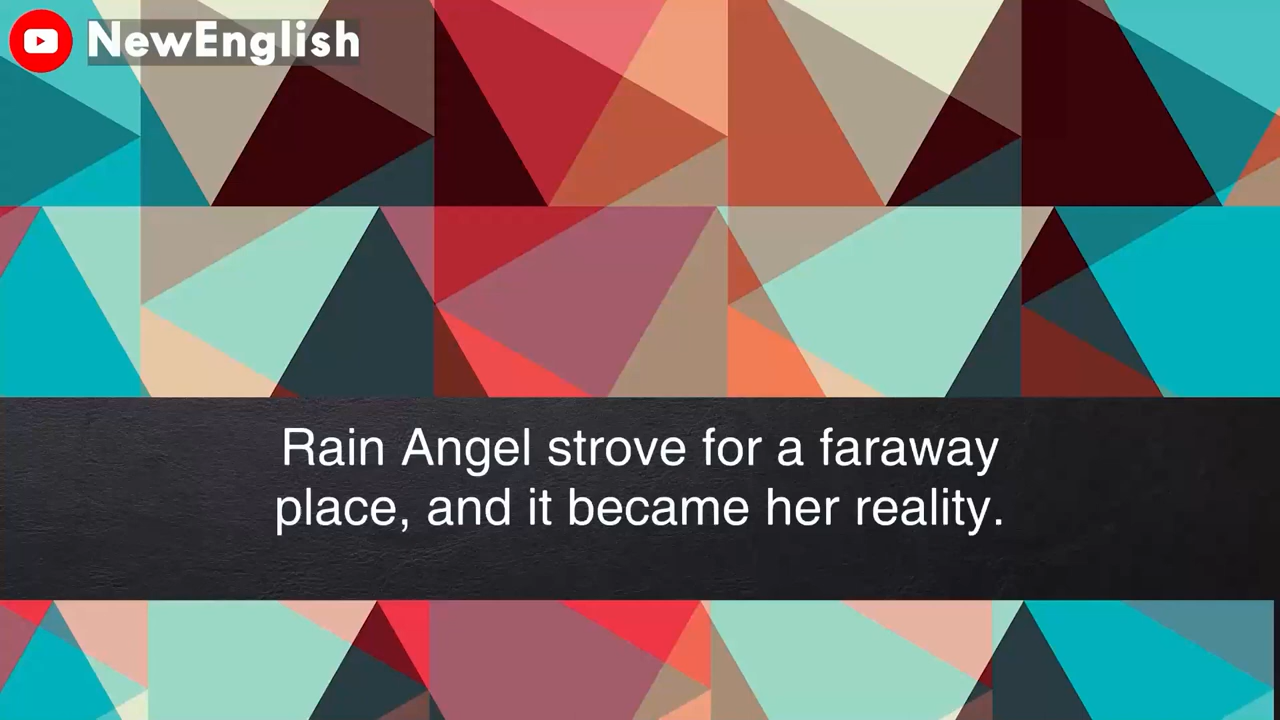 NewEnglish
Rain Angel strove for a faraway
place, and it became her reality.